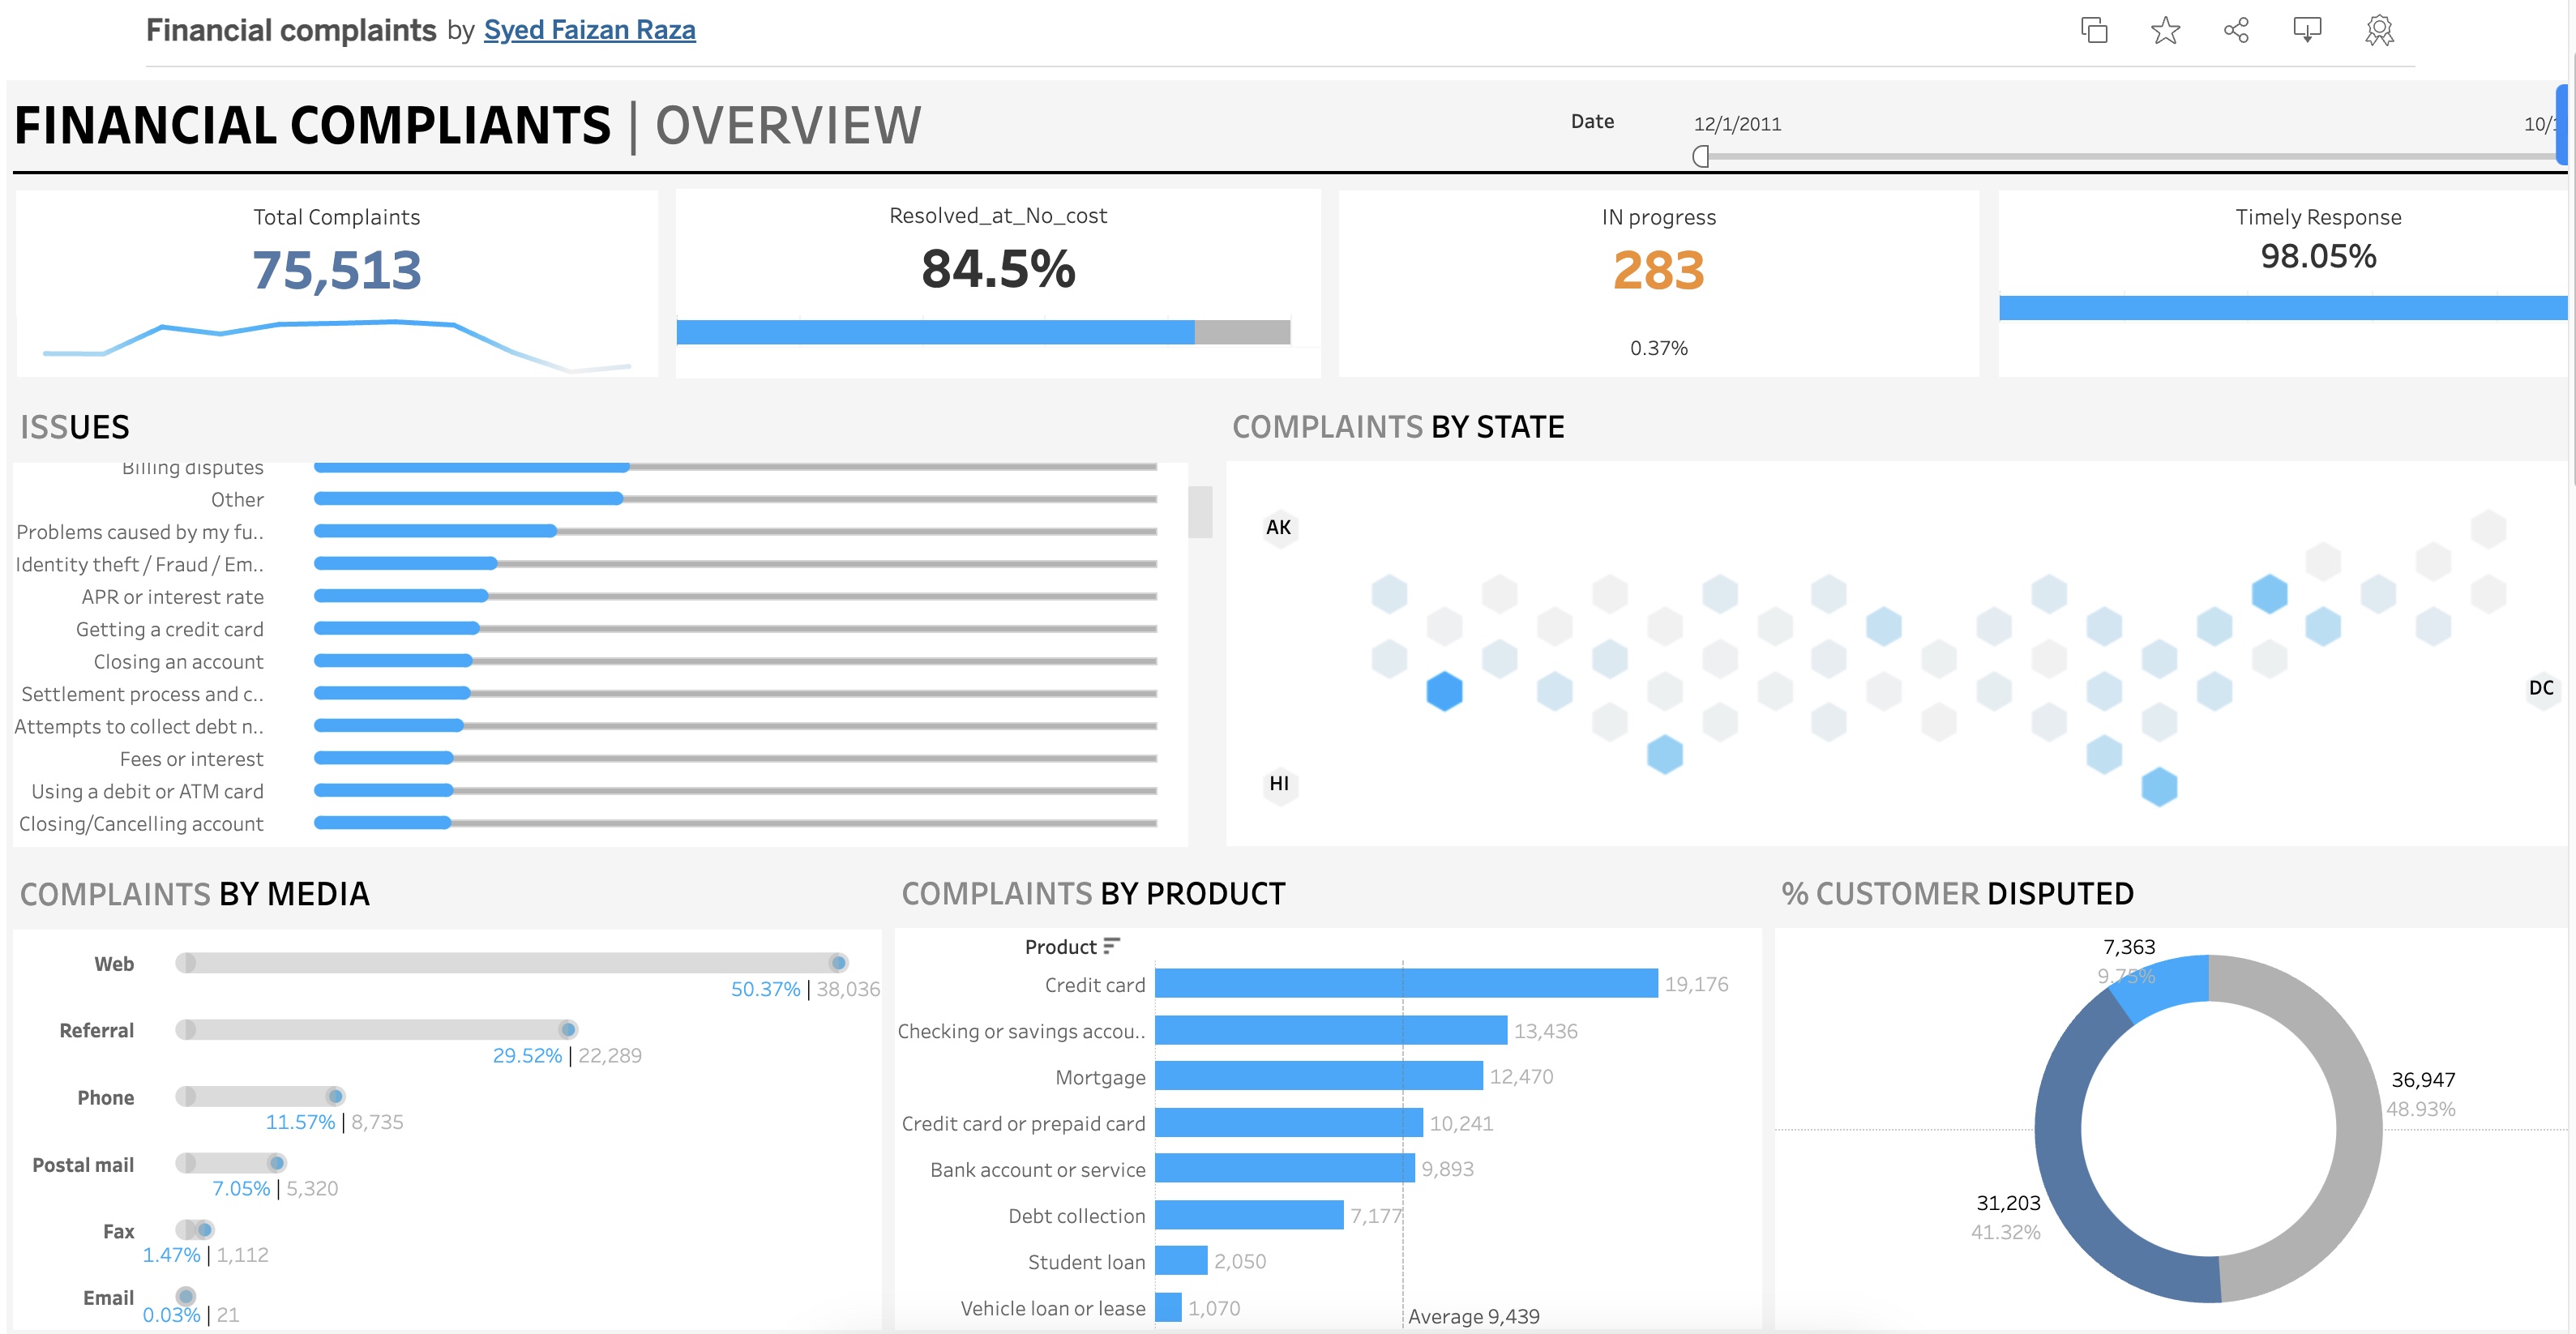 Financial complaints by Syed Faizan Raza
FINANCIAL COMPLIANTS | OVERVIEW
Date
12/1/2011
10/1
Total Complaints
75,513
Resolved_at_No_cost
84.5%
IN progress
283
0.37%
Timely Response
98.05%
ISSUES
Billing disputes
Other
Problems caused by my fu..
Identity theft / Fraud / Em..
APR or interest rate
Getting a credit card
Closing an account
Settlement process and c..
Attempts to collect debt n..
Fees or interest
Using a debit or ATM card
Closing/Cancelling account
COMPLAINTS BY STATE
AK
HI
DC
COMPLAINTS BY MEDIA
Web
50.37% | 38,036
Referral
29.52% | 22,289
Phone
11.57% | 8,735
Postal mail
7.05% | 5,320
Fax
1.47% | 1,112
Email
0.03% | 21
COMPLAINTS BY PRODUCT
Product
Credit card 19,176
Checking or savings accou.. 13,436
Mortgage 12,470
Credit card or prepaid card 10,241
Bank account or service 9,893
Debt collection 7,177
Student loan 2,050
Vehicle loan or lease 1,070
Average 9,439
% CUSTOMER DISPUTED
7,363
9.75%
36,947
48.93%
31,203
41.32%